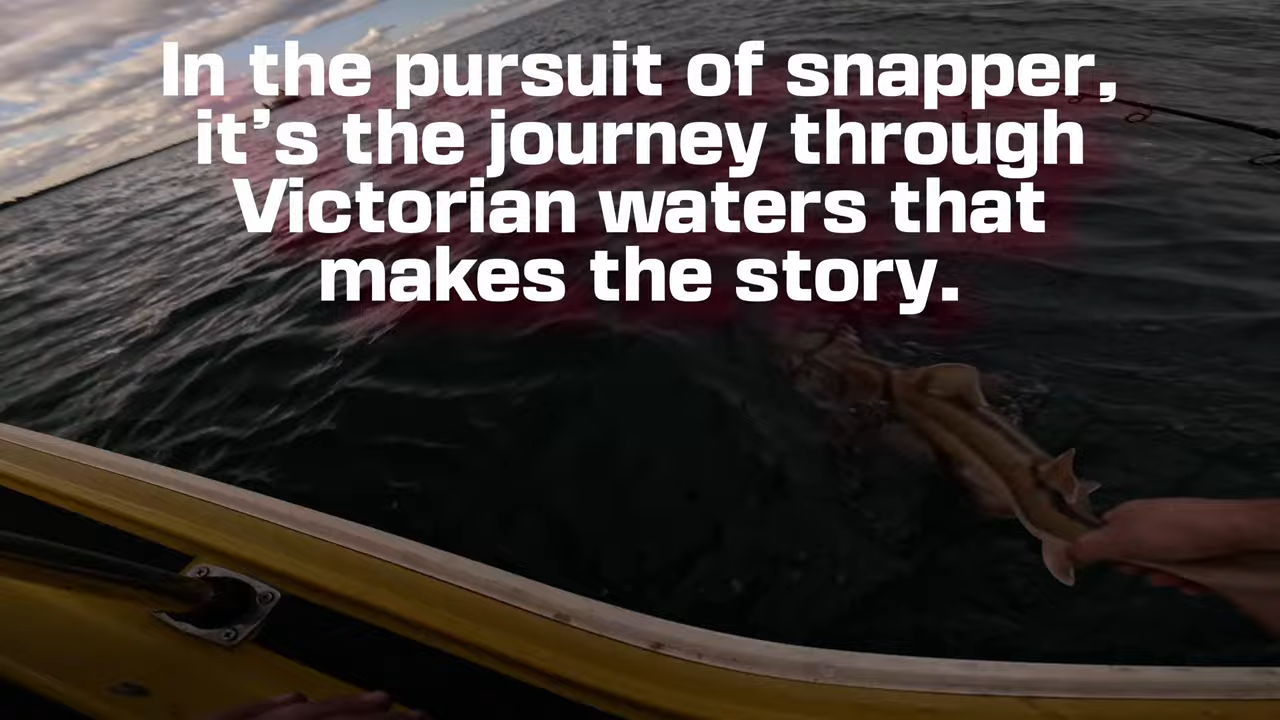 In the pursuit of snapper,
it’s the journey through
Victorian waters that
makes the story.